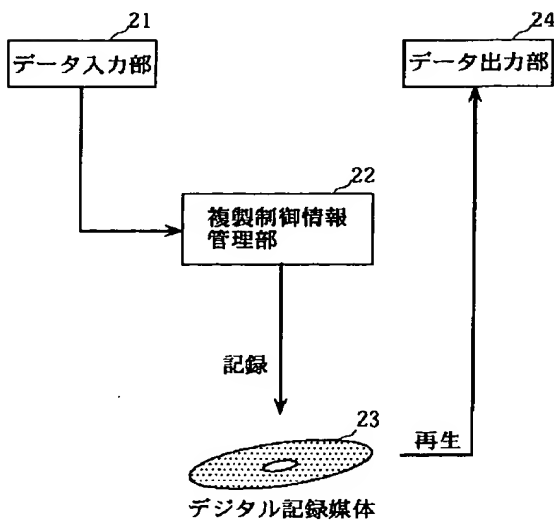 21
データ入力部
24
データ出力部
22
複製制御情報
管理部
記録
23
再生
デジタル記録媒体